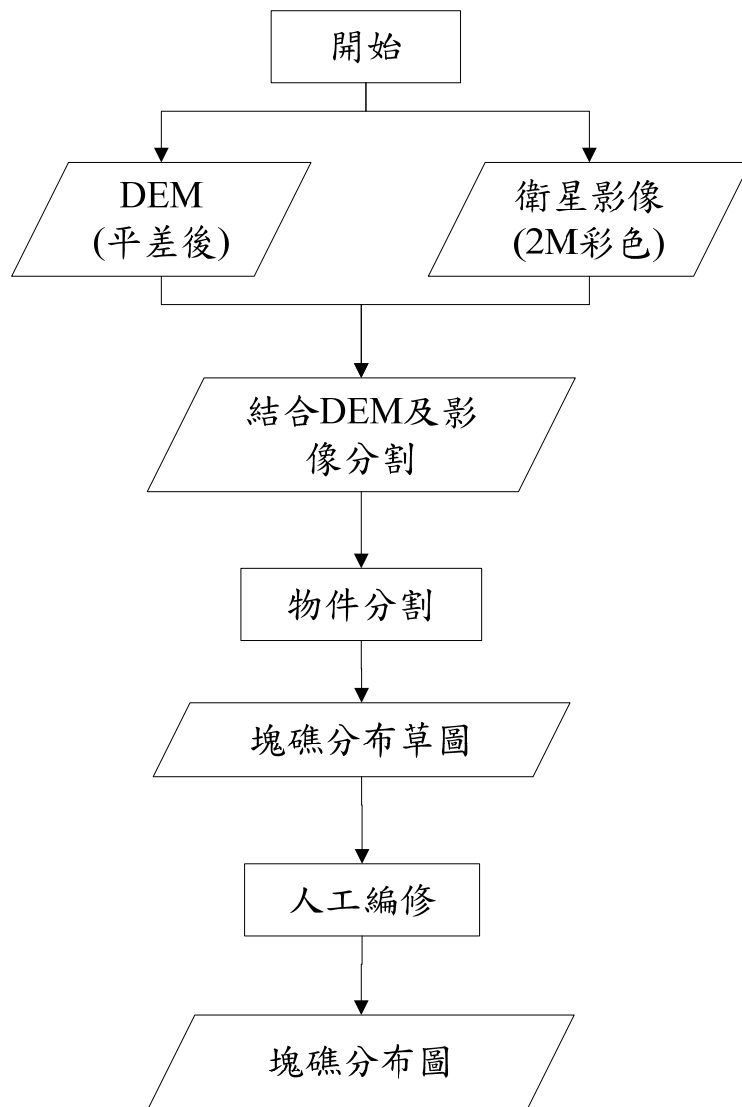 開始
DEM
(平差後)
衛星影像
(2M彩色)
結合DEM及影
像分割
物件分割
塊礁分布草圖
人工編修
塊礁分布圖